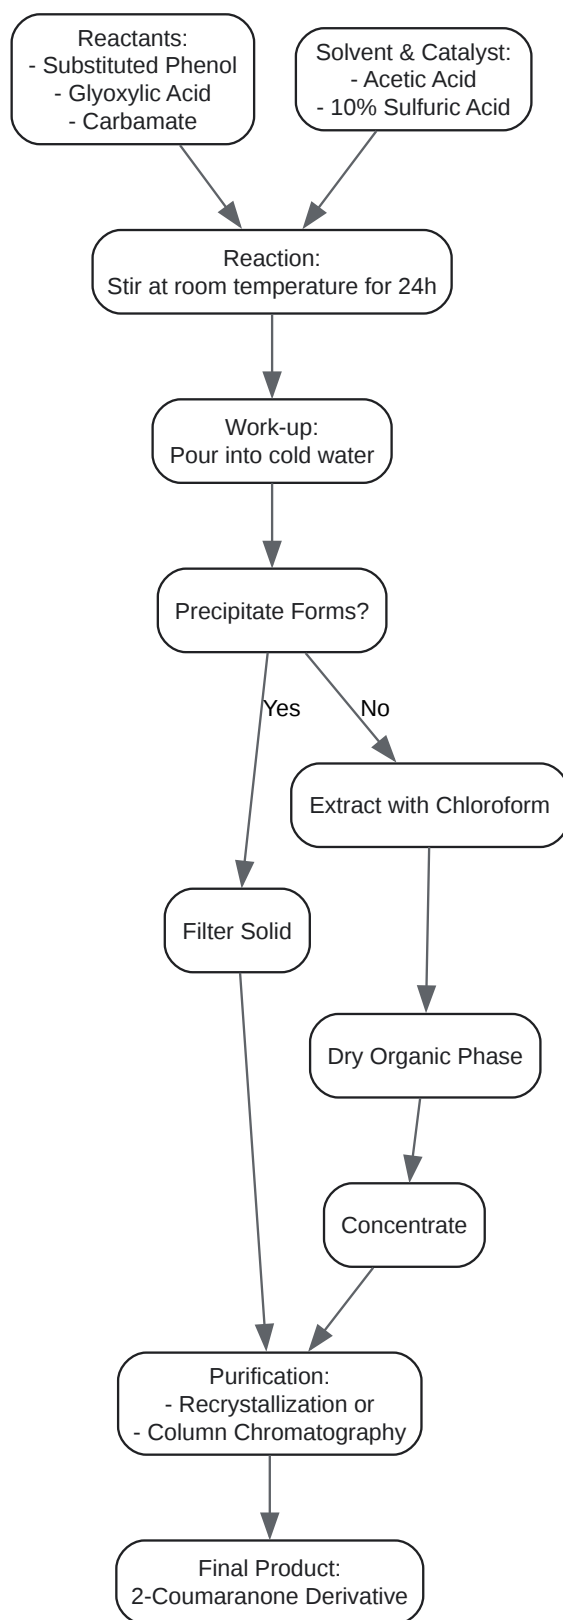 Reactants:
- Substituted Phenol
- Glyoxylic Acid
- Carbamate
Solvent & Catalyst:
- Acetic Acid
- 10% Sulfuric Acid
Reaction:
Stir at room temperature for 24h
Work-up:
Pour into cold water
Precipitate Forms?
Yes
No
Extract with Chloroform
Filter Solid
Dry Organic Phase
Concentrate
Purification:
- Recrystallization or
- Column Chromatography
Final Product:
2-Coumaranone Derivative